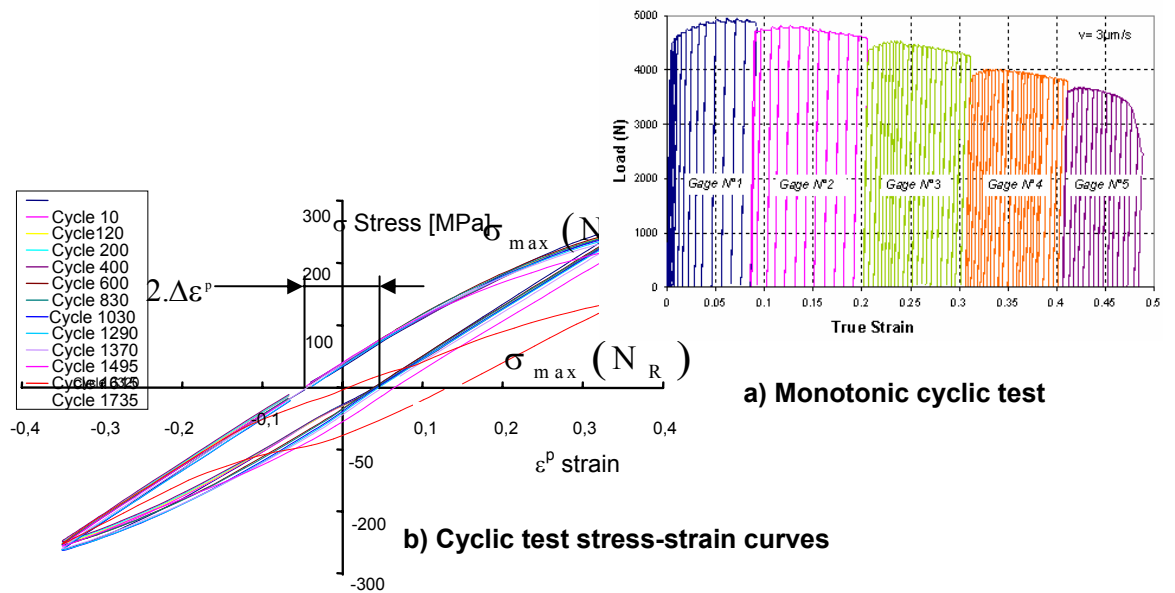 5000
4000
3000
2000
1000
0
Load (N)
v= 3µm/s
Gage N°1
Gage N°2
Gage N°3
Gage N°4
Gage N°5
0 0.05 0.1 0.15 0.2 0.25 0.3 0.35 0.4 0.45 0.5
True Strain
a) Monotonic cyclic test
Cycle 10
Cycle120
Cycle 200
Cycle 400
Cycle 600
Cycle 830
Cycle 1030
Cycle 1290
Cycle 1370
Cycle 1495
Cycle 1735
300
σ Stress [MPa]
σ max (N
200
2.Δεᵖ
100
σ max (N R)
-0,4 -0,3 -0,2 -0,1 0 0,1 0,2 0,3 0,4
εᵖ strain
-50
-200
-300
b) Cyclic test stress-strain curves